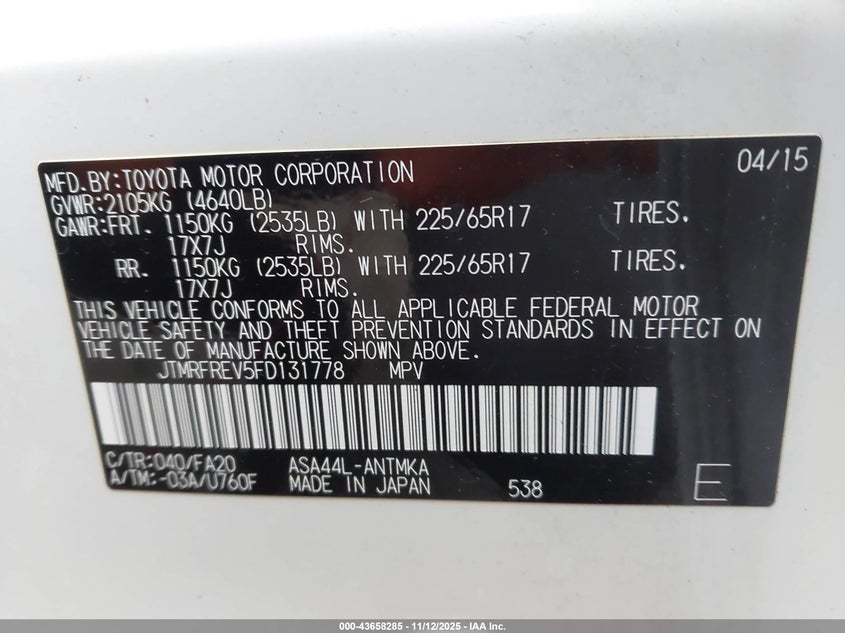 MFD.BY:TOYOTA MOTOR CORPORATION 04/15
GVWR:2105KG (4640LB)
GAWR:FRT. 1150KG (2535LB) WITH 225/65R17 TIRES.
17X7J RIMS.
RR. 1150KG (2535LB) WITH 225/65R17 TIRES.
17X7J RIMS.
THIS VEHICLE CONFORMS TO ALL APPLICABLE FEDERAL MOTOR
VEHICLE SAFETY AND THEFT PREVENTION STANDARDS IN EFFECT ON
THE DATE OF MANUFACTURE SHOWN ABOVE.
JTMRFREV5FD131778 MPV
C/TR:040/FA20 ASA44L-ANTMKA
A/TM:-03A/U760F MADE IN JAPAN 538 E
000-43658285 - 11/12/2025 - IAA Inc.